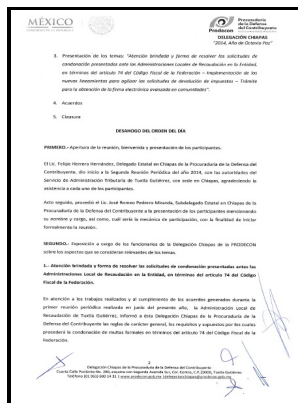 MÉXICO
GOBIERNO DE LA REPÚBLICA
Prodecon
Procuraduría
de la Defensa
del Contribuyente
DELEGACIÓN CHIAPAS
"2014, Año de Octavio Paz"
3. Presentación de los temas: "Atención brindada y forma de resolver las solicitudes de
condonación presentadas ante las Administraciones Locales de Recaudación en la Entidad,
en términos del artículo 74 del Código Fiscal de la Federación – Implementación de los
nuevos lineamientos para agilizar las solicitudes de devolución de impuestos – Trámite
para la obtención de la firma electrónica avanzada en comunidades".
4. Acuerdos
5. Clausura
DESAHOGO DEL ORDEN DEL DÍA
PRIMERO.- Apertura de la reunión, bienvenida y presentación de los participantes.
El Lic. Felipe Herrera Hernández, Delegado Estatal en Chiapas de la Procuraduría de la Defensa del
Contribuyente, dio inicio a la Segunda Reunión Periódica del año 2014, con las autoridades del
Servicio de Administración Tributaria de Tuxtla Gutiérrez, con sede en Chiapas, agradeciendo la
asistencia a cada uno de los participantes.
Acto seguido, procedió el Lic. José Romeo Pedrero Miranda, Subdelegado Estatal en Chiapas de la
Procuraduría de la Defensa del Contribuyente a la presentación de los participantes mencionando
su nombre y cargo, así como, cuál sería la mecánica de participación, con la finalidad de iniciar
formalmente la reunión.
SEGUNDO.- Exposición a cargo de los funcionarios de la Delegación Chiapas de la PRODECON
sobre los aspectos que se consideran relevantes de los temas.
1.- Atención brindada y forma de resolver las solicitudes de condonación presentadas ante las
Administraciones Local de Recaudación en la Entidad, en términos del artículo 74 del Código
Fiscal de la Federación.
En atención a los trabajos realizados y al cumplimiento de los acuerdos generados durante la
primer reunión periódica realizada en junio del presente año, la Administración Local de
Recaudación de Tuxtla Gutiérrez, informó a ésta Delegación Chiapas de la Procuraduría de la
Defensa del Contribuyente las reglas de carácter general, los requisitos y supuestos por los cuales
procederá la condonación de multas formales en términos del artículo 74 del Código Fiscal de la
Federación.
2
Delegación Chiapas de la Procuraduría de la Defensa del Contribuyente